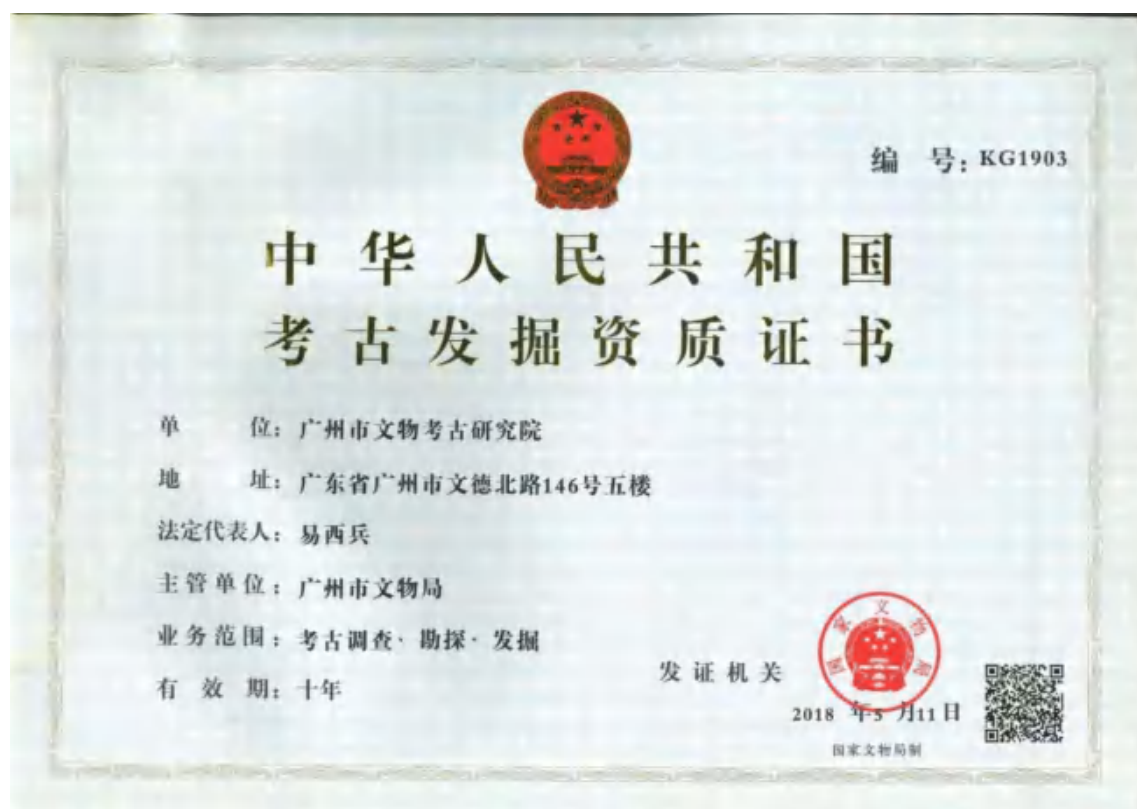 编 号：KG1903
中华人民共和国
考古发掘资质证书
单 位：广州市文物考古研究院
地 址：广东省广州市文德北路146号五楼
法定代表人：易西兵
主管单位：广州市文物局
业务范围：考古调查·勘探·发掘
有 效 期：十年
发证机关
国家文物局
2018 年5 月11日
国家文物局制